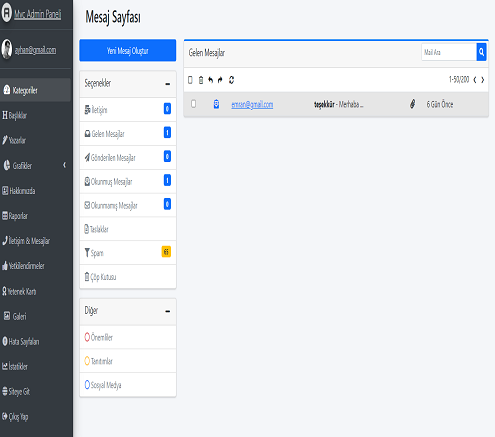 Mvc Admin Paneli
ayhan@gmail.com
Kategoriler
Başlıklar
Yazarlar
Grafikler
Hakkımızda
Raporlar
İletişim & Mesajlar
Yetkilendirmeler
Yetenek Kartı
Galeri
Hata Sayfaları
İstatikler
Siteye Git
Çıkış Yap
Mesaj Sayfası
Yeni Mesaj Oluştur
Seçenekler
İletişim 0
Gelen Mesajlar 1
Gönderilen Mesajlar 0
Okunmuş Mesajlar 1
Okunmamış Mesajlar 0
Taslaklar
Spam 65
Çöp Kutusu
Diğer
Önemliler
Tanıtımlar
Sosyal Medya
Gelen Mesajlar
Mail Ara
1-50/200
emran@gmail.com teşekkür - Merhaba ... 6 Gün Önce